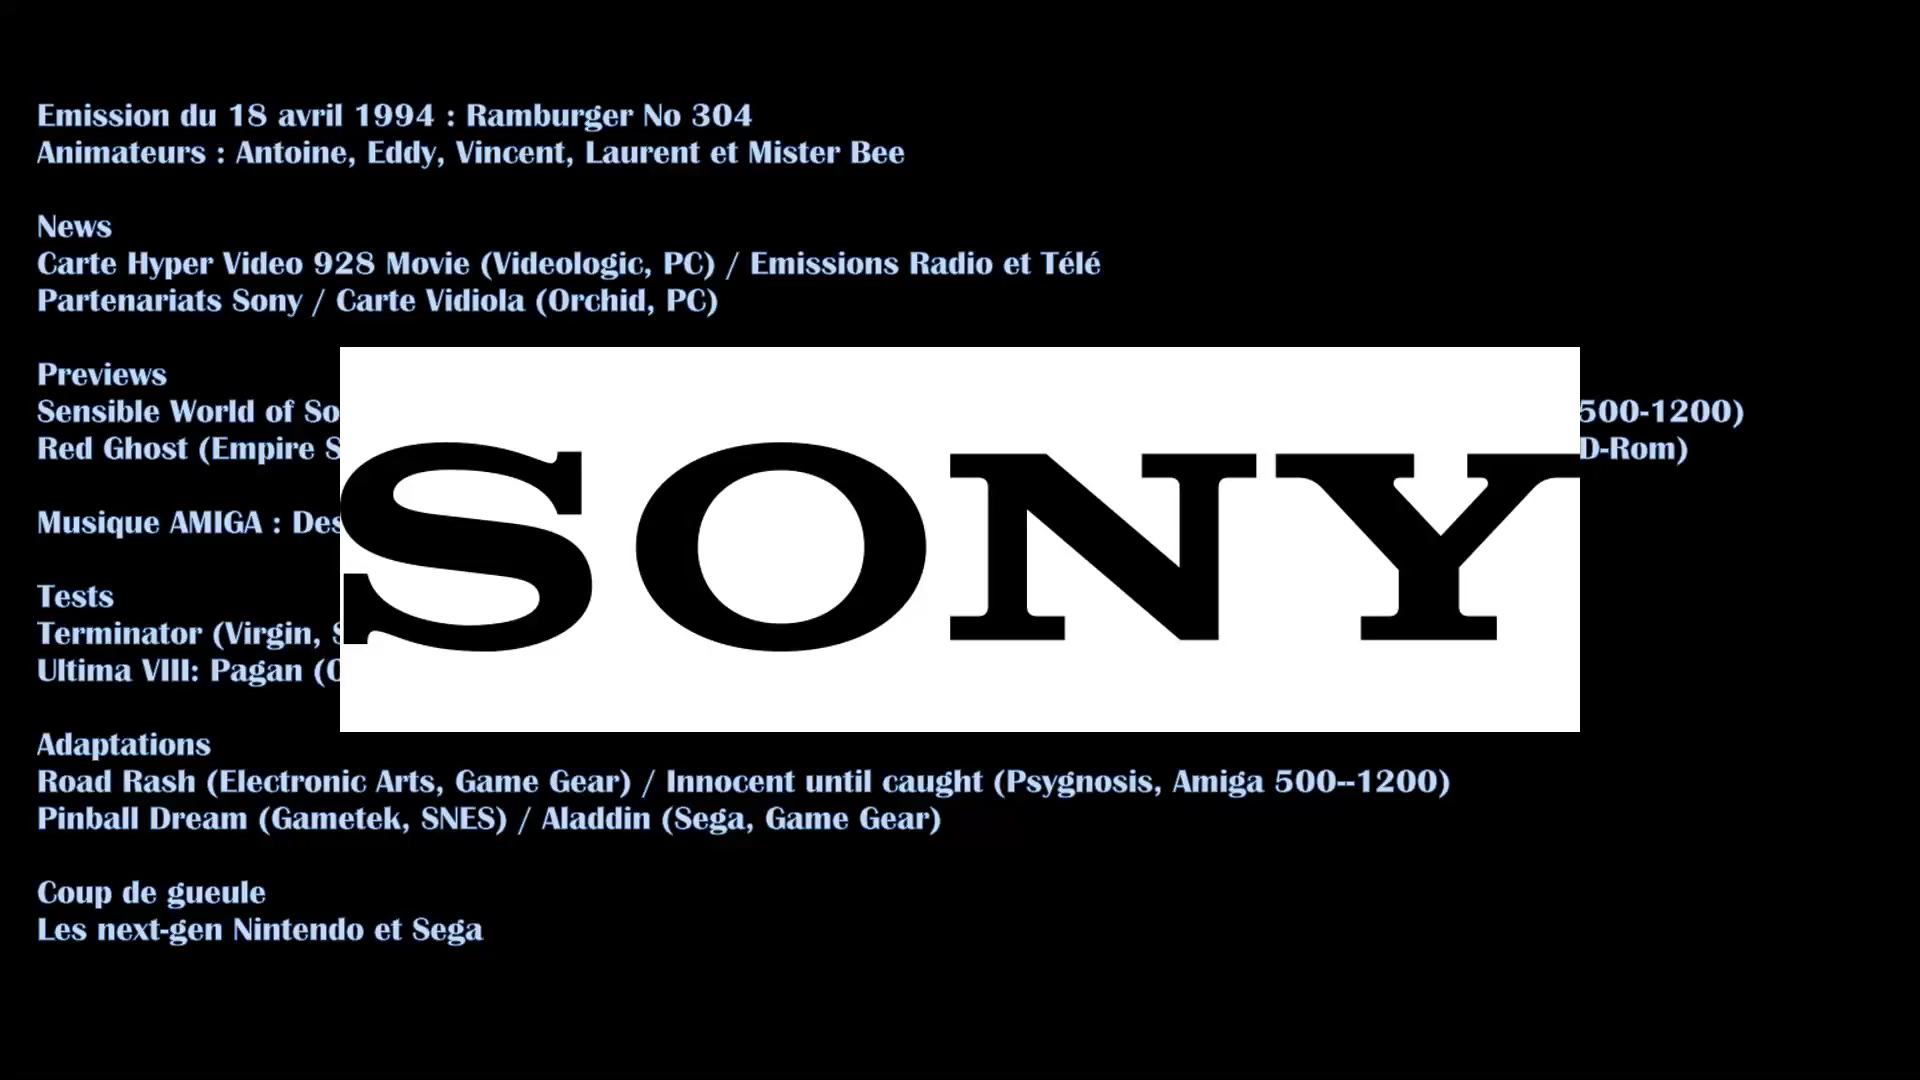 Emission du 18 avril 1994 : Ramburger No 304
Animateurs : Antoine, Eddy, Vincent, Laurent et Mister Bee
News
Carte Hyper Video 928 Movie (Videologic, PC) / Emissions Radio et Télé
Partenariats Sony / Carte Vidiola (Orchid, PC)
Previews
Sensible World of So 500-1200)
Red Ghost (Empire S D-Rom)
SONY
Musique AMIGA : Des
Tests
Terminator (Virgin,
Ultima VIII: Pagan (
Adaptations
Road Rash (Electronic Arts, Game Gear) / Innocent until caught (Psygnosis, Amiga 500--1200)
Pinball Dream (Gametek, SNES) / Aladdin (Sega, Game Gear)
Coup de gueule
Les next-gen Nintendo et Sega